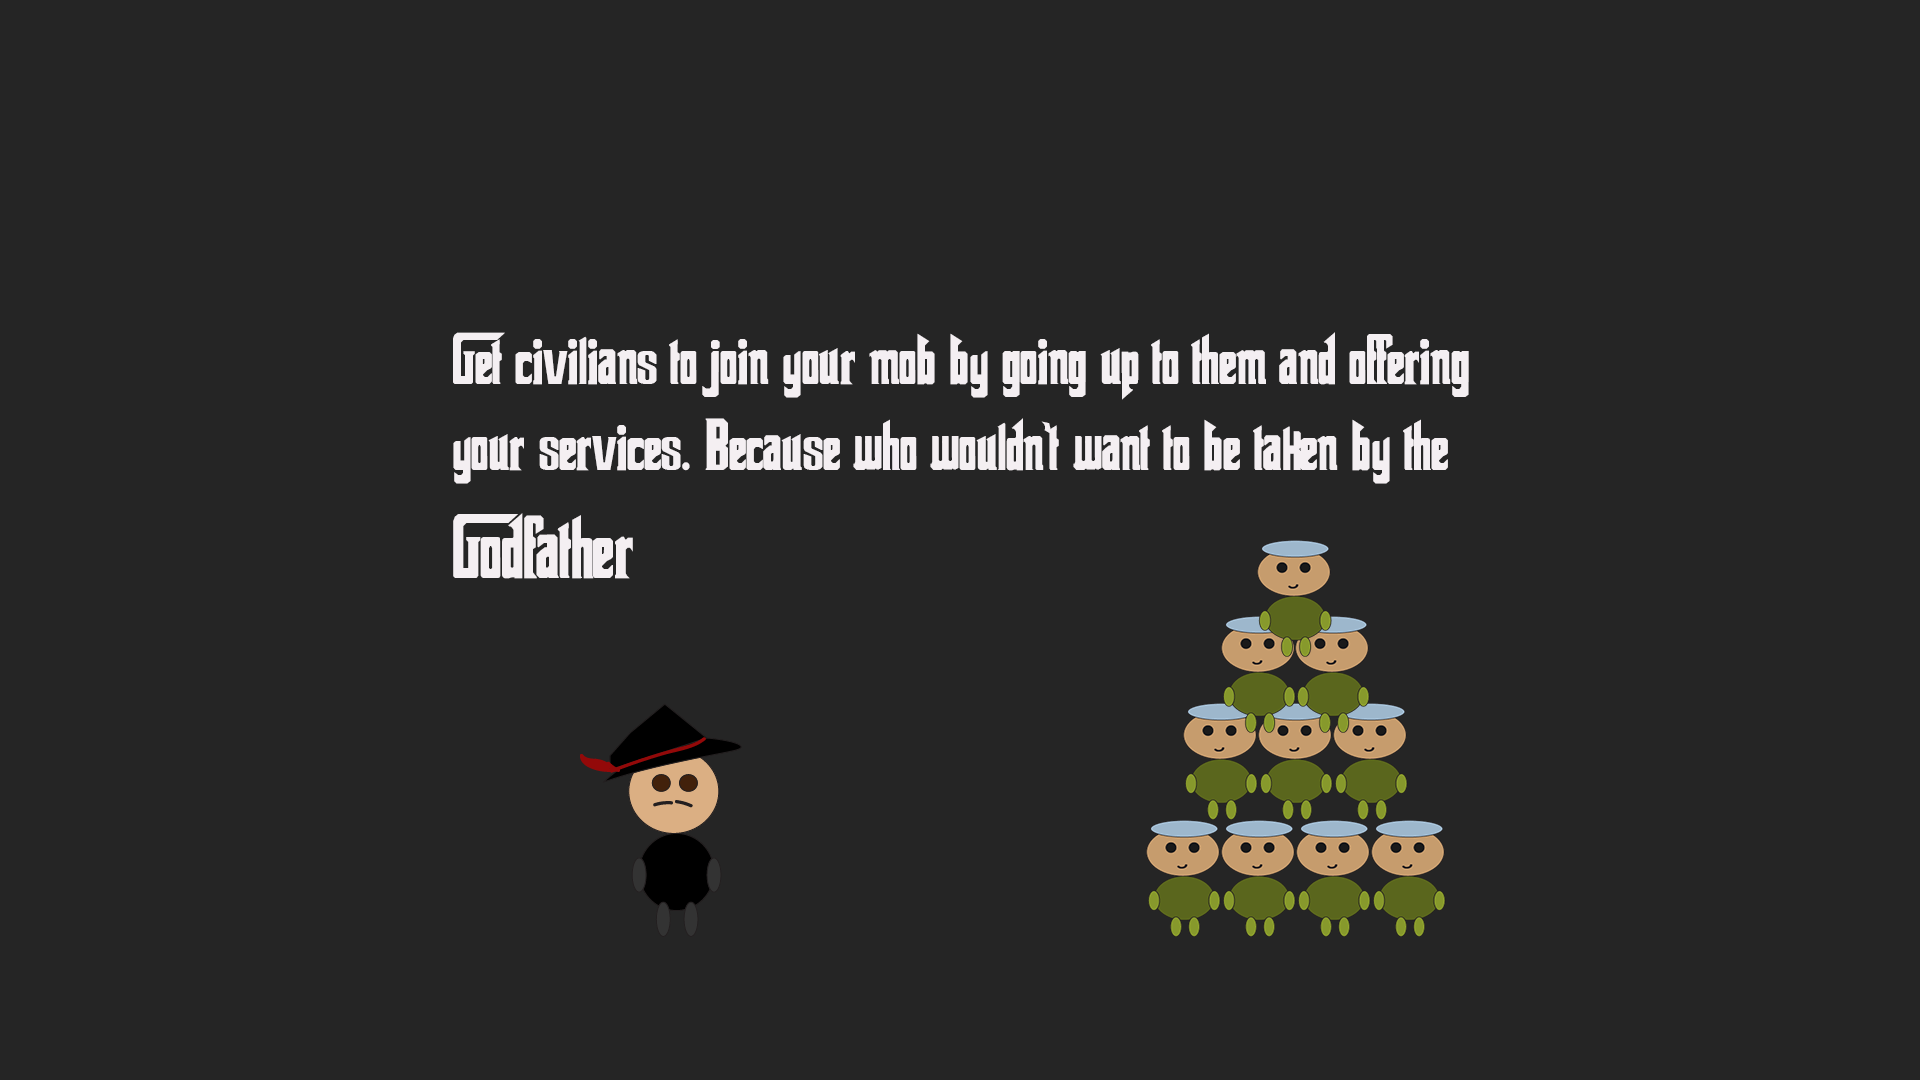 Get civilians to join your mob by going up to them and offering
your services. Because who wouldn't want to be taken by the
Godfather